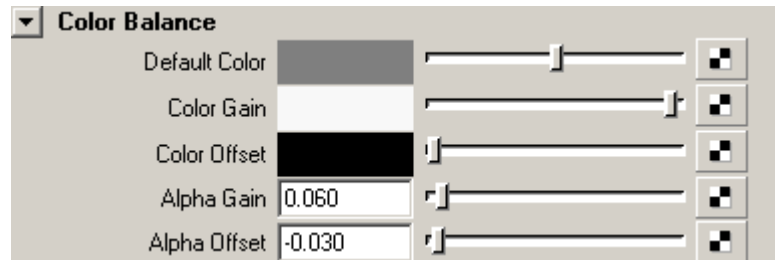 Color Balance
Default Color
Color Gain
Color Offset
Alpha Gain 0.060
Alpha Offset -0.030